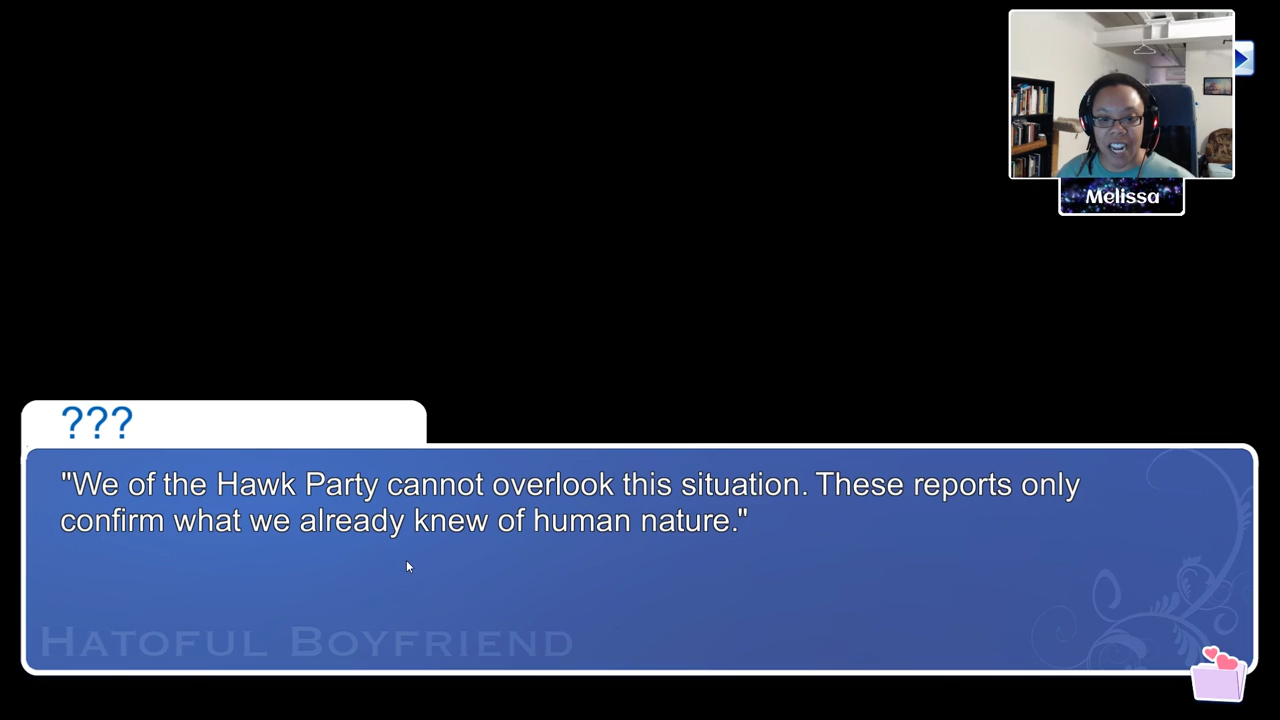 Melissa
???
"We of the Hawk Party cannot overlook this situation. These reports only
confirm what we already knew of human nature."
HATOFUL BOYFRIEND